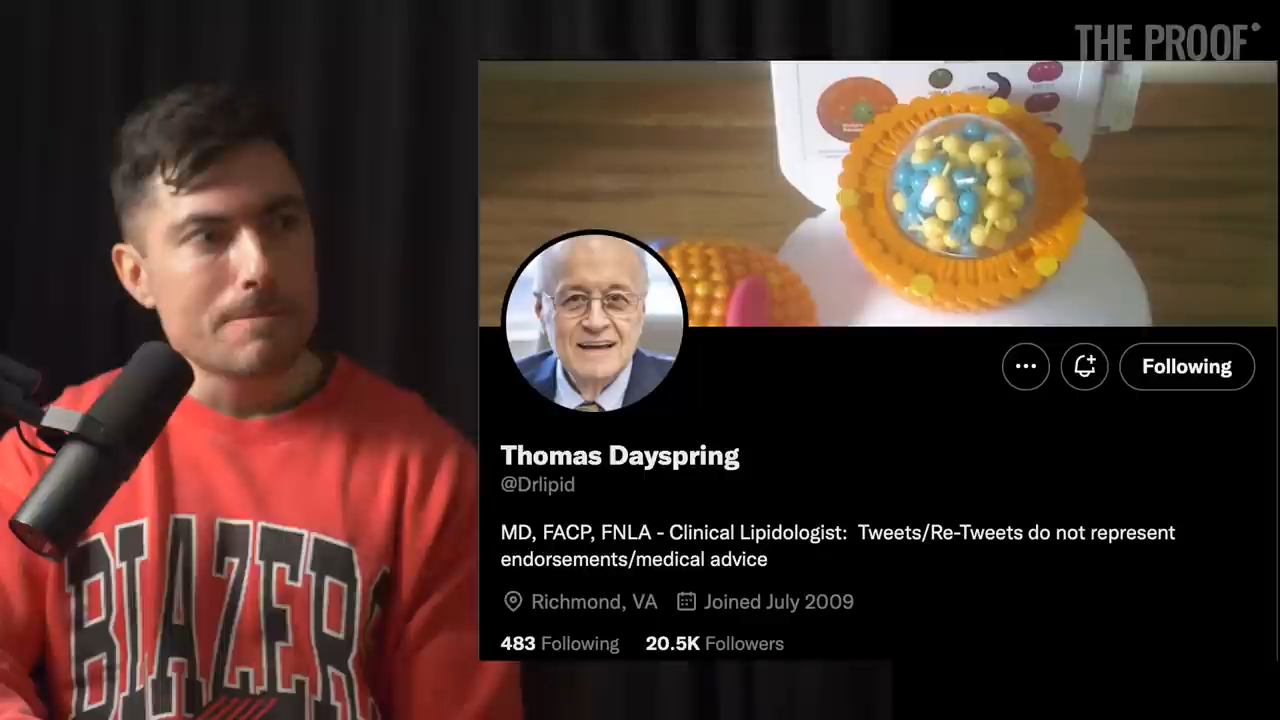 THE PROOF
Following
Thomas Dayspring
@Drlipid
MD, FACP, FNLA - Clinical Lipidologist: Tweets/Re-Tweets do not represent
endorsements/medical advice
Richmond, VA Joined July 2009
483 Following 20.5K Followers
BLAZERS